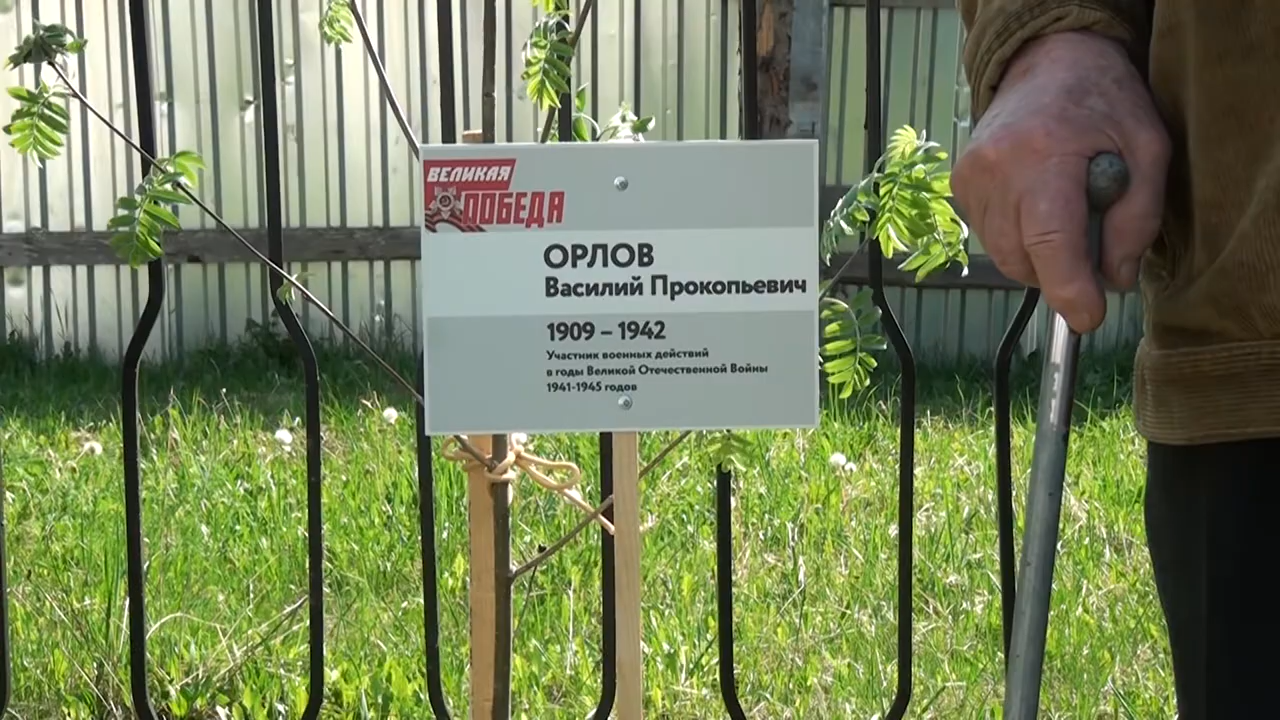 ВЕЛИКАЯ
ПОБЕДА
ОРЛОВ
Василий Прокопьевич
1909 – 1942
Участник военных действий
в годы Великой Отечественной Войны
1941-1945 годов